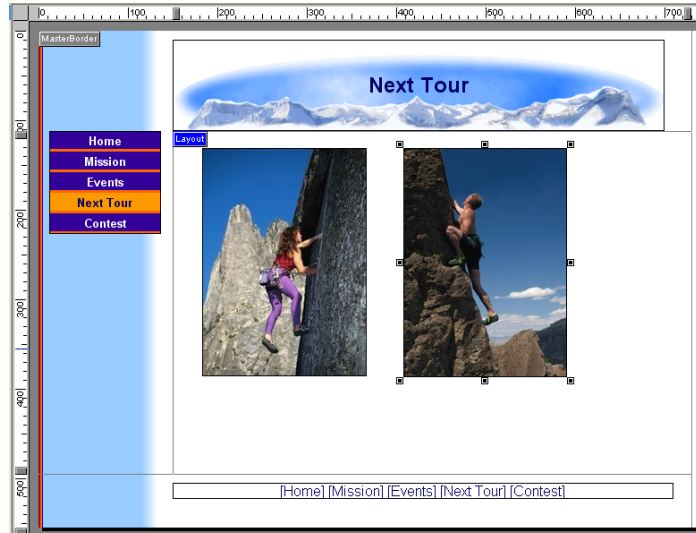 0 100 200 300 400 500 600 700
MasterBorder
Next Tour
0
100
Layout
Home
Mission
Events
Next Tour
Contest
200
300
400
500
[Home] [Mission] [Events] [Next Tour] [Contest]